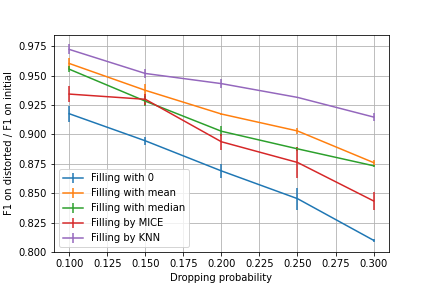 F1 on distorted / F1 on initial
0.975
0.950
0.925
0.900
0.875
0.850
0.825
0.800
Filling with 0
Filling with mean
Filling with median
Filling by MICE
Filling by KNN
0.100 0.125 0.150 0.175 0.200 0.225 0.250 0.275 0.300
Dropping probability